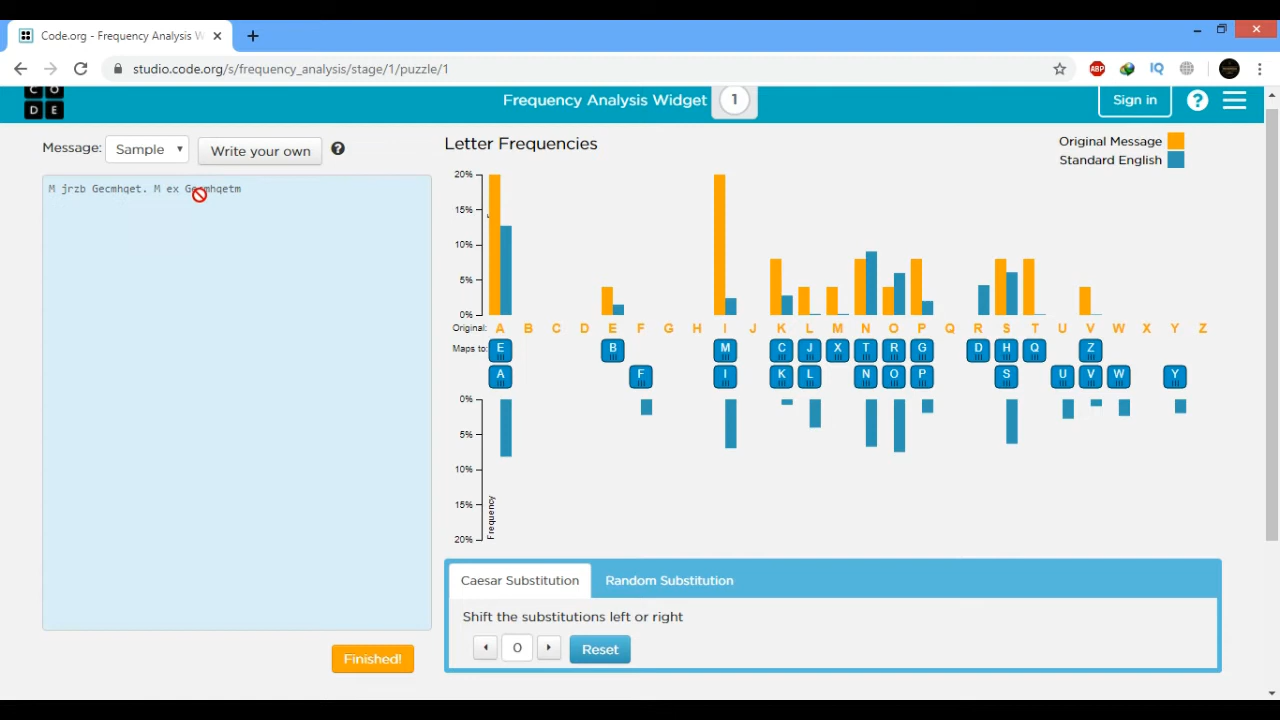 Code.org - Frequency Analysis W
studio.code.org/s/frequency_analysis/stage/1/puzzle/1
ABP
IQ
C O
D E
Frequency Analysis Widget 1
Sign in ?
Message: Sample Write your own ?
M jrzb Gecmhqet. M ex Gecmhqetm
Letter Frequencies
Original Message
Standard English
20%
15%
10%
5%
0%
Original: A B C D E F G H I J K L M N O P Q R S T U V W X Y Z
Maps to: E B M C J X T R G D H Q Z
A F I K L N O P S U V W Y
0%
5%
10%
15%
20%
Frequency
Caesar Substitution Random Substitution
Shift the substitutions left or right
0 Reset
Finished!